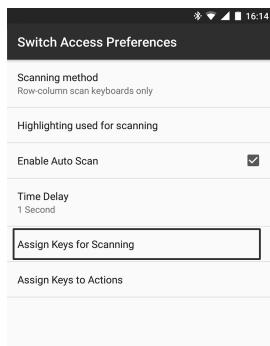 16:14
Switch Access Preferences
Scanning method
Row-column scan keyboards only
Highlighting used for scanning
Enable Auto Scan
Time Delay
1 Second
Assign Keys for Scanning
Assign Keys to Actions